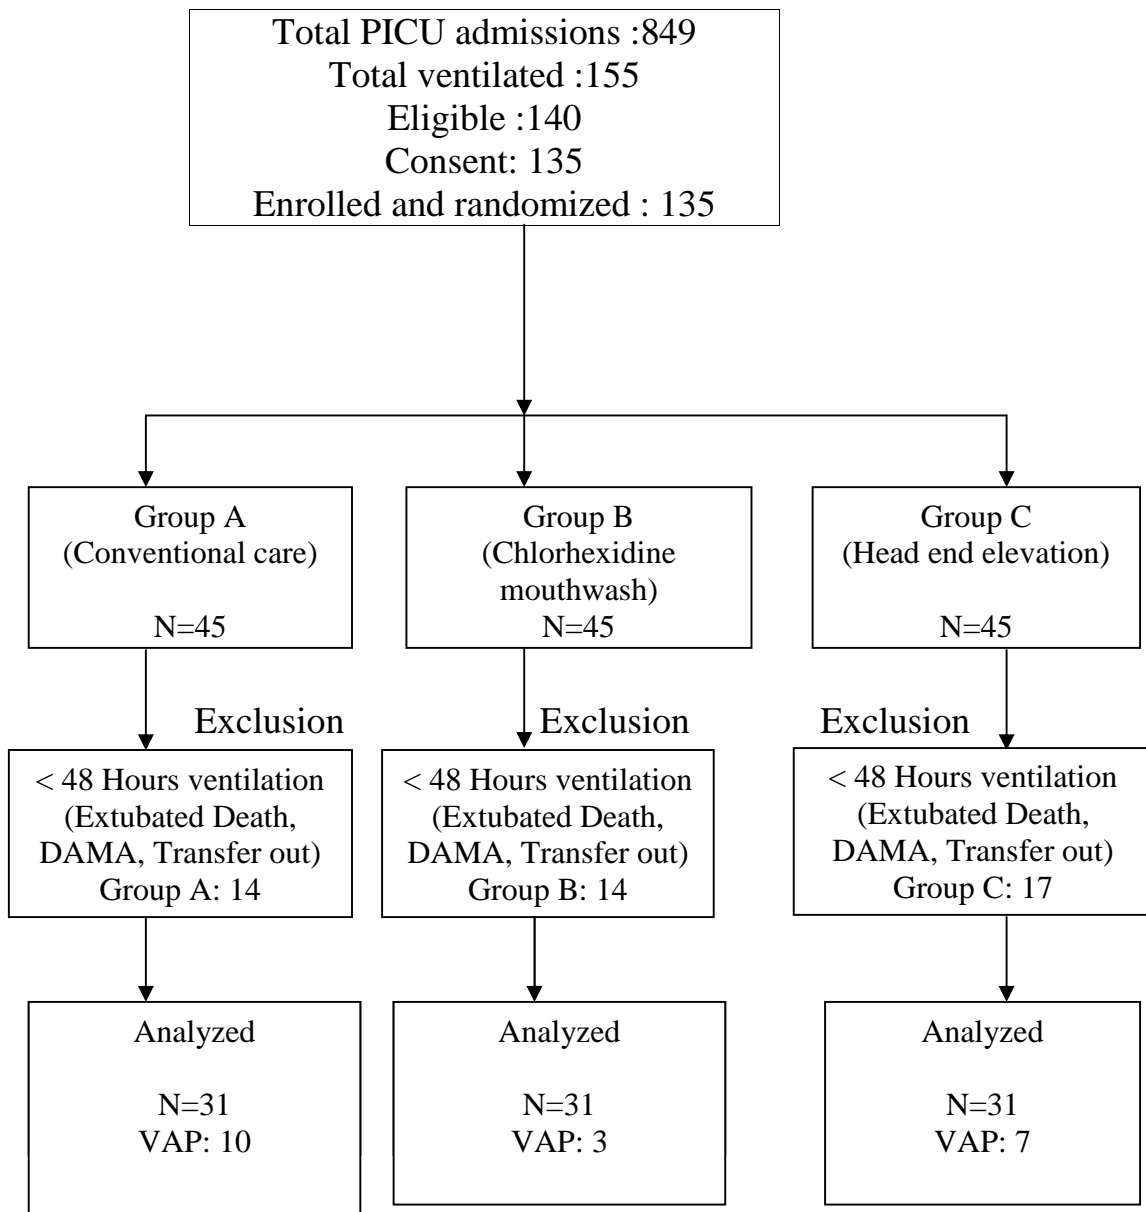 Total PICU admissions :849
Total ventilated :155
Eligible :140
Consent: 135
Enrolled and randomized : 135
Group A
(Conventional care)
N=45
Group B
(Chlorhexidine
mouthwash)
N=45
Group C
(Head end elevation)
N=45
Exclusion
Exclusion
Exclusion
< 48 Hours ventilation
(Extubated Death,
DAMA, Transfer out)
Group A: 14
< 48 Hours ventilation
(Extubated Death,
DAMA, Transfer out)
Group B: 14
< 48 Hours ventilation
(Extubated Death,
DAMA, Transfer out)
Group C: 17
Analyzed
N=31
VAP: 10
Analyzed
N=31
VAP: 3
Analyzed
N=31
VAP: 7